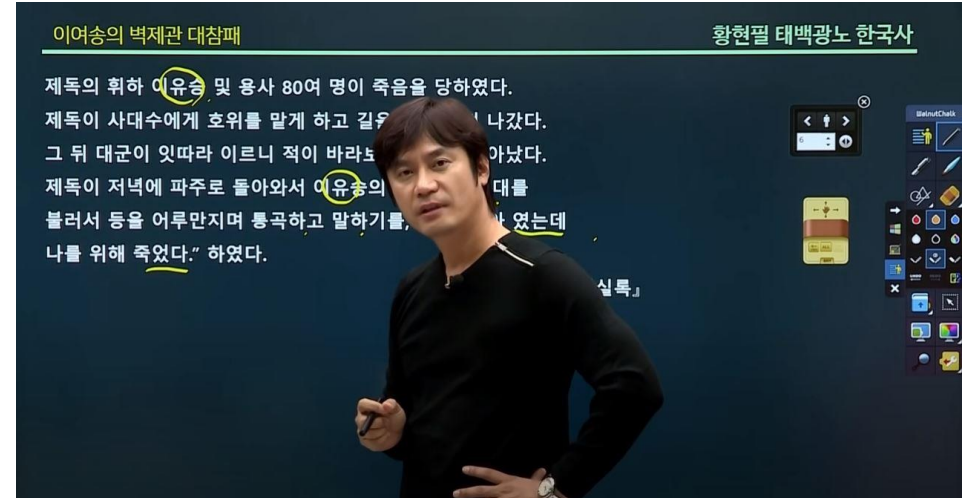 이여송의 벽제관 대참패
황현필 태백광노 한국사
제독의 휘하 이유승 및 용사 80여 명이 죽음을 당하였다.
제독이 사대수에게 호위를 맡게 하고 나갔다.
그 뒤 대군이 잇따라 이르니 적이
제독이 저녁에 파주로 돌아와서 이유승의
불러서 등을 어루만지며 통곡하고 말하기를, 였는데
나를 위해 죽었다.” 하였다.
실록』
WalnutChalk
6